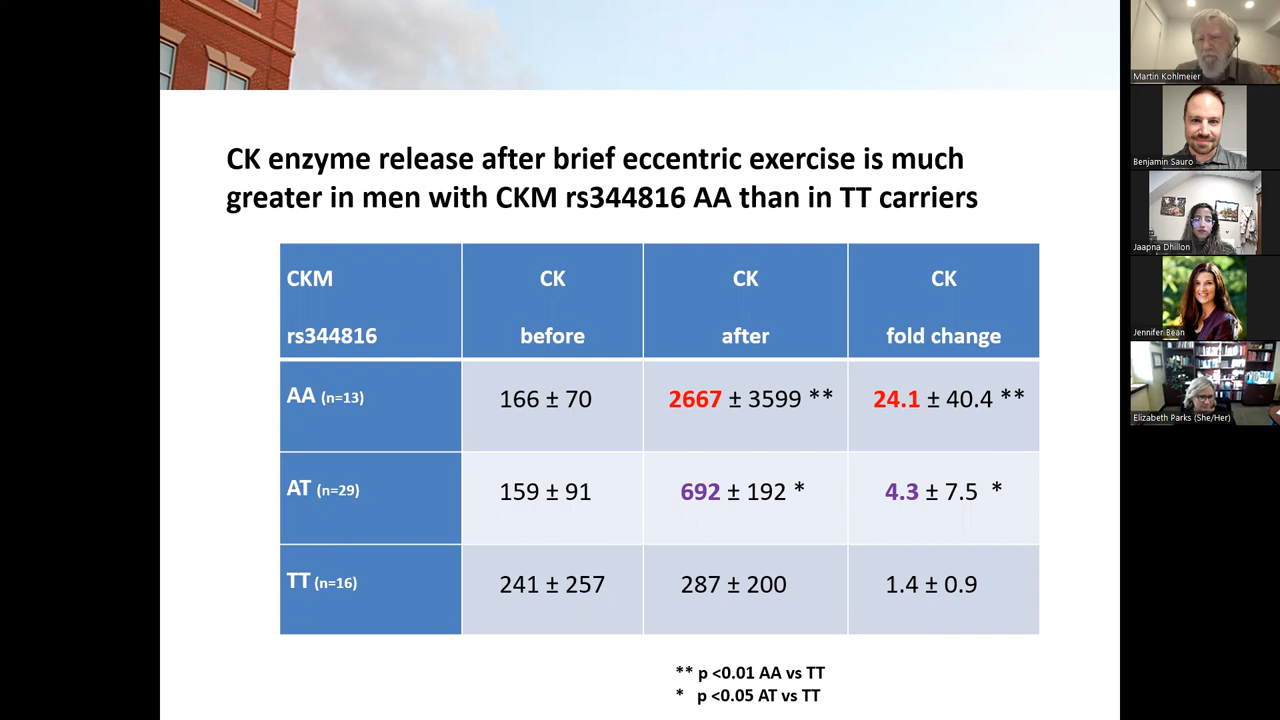 CK enzyme release after brief eccentric exercise is much
greater in men with CKM rs344816 AA than in TT carriers
CKM rs344816
CK before
CK after
CK fold change
AA (n=13)
166 ± 70
2667 ± 3599 **
24.1 ± 40.4 **
AT (n=29)
159 ± 91
692 ± 192 *
4.3 ± 7.5 *
TT (n=16)
241 ± 257
287 ± 200
1.4 ± 0.9
** p <0.01 AA vs TT
* p <0.05 AT vs TT
Martin Kohlmeier
Benjamin Sauro
Jaapna Dhillon
Jennifer Bean
Elizabeth Parks (She/Her)